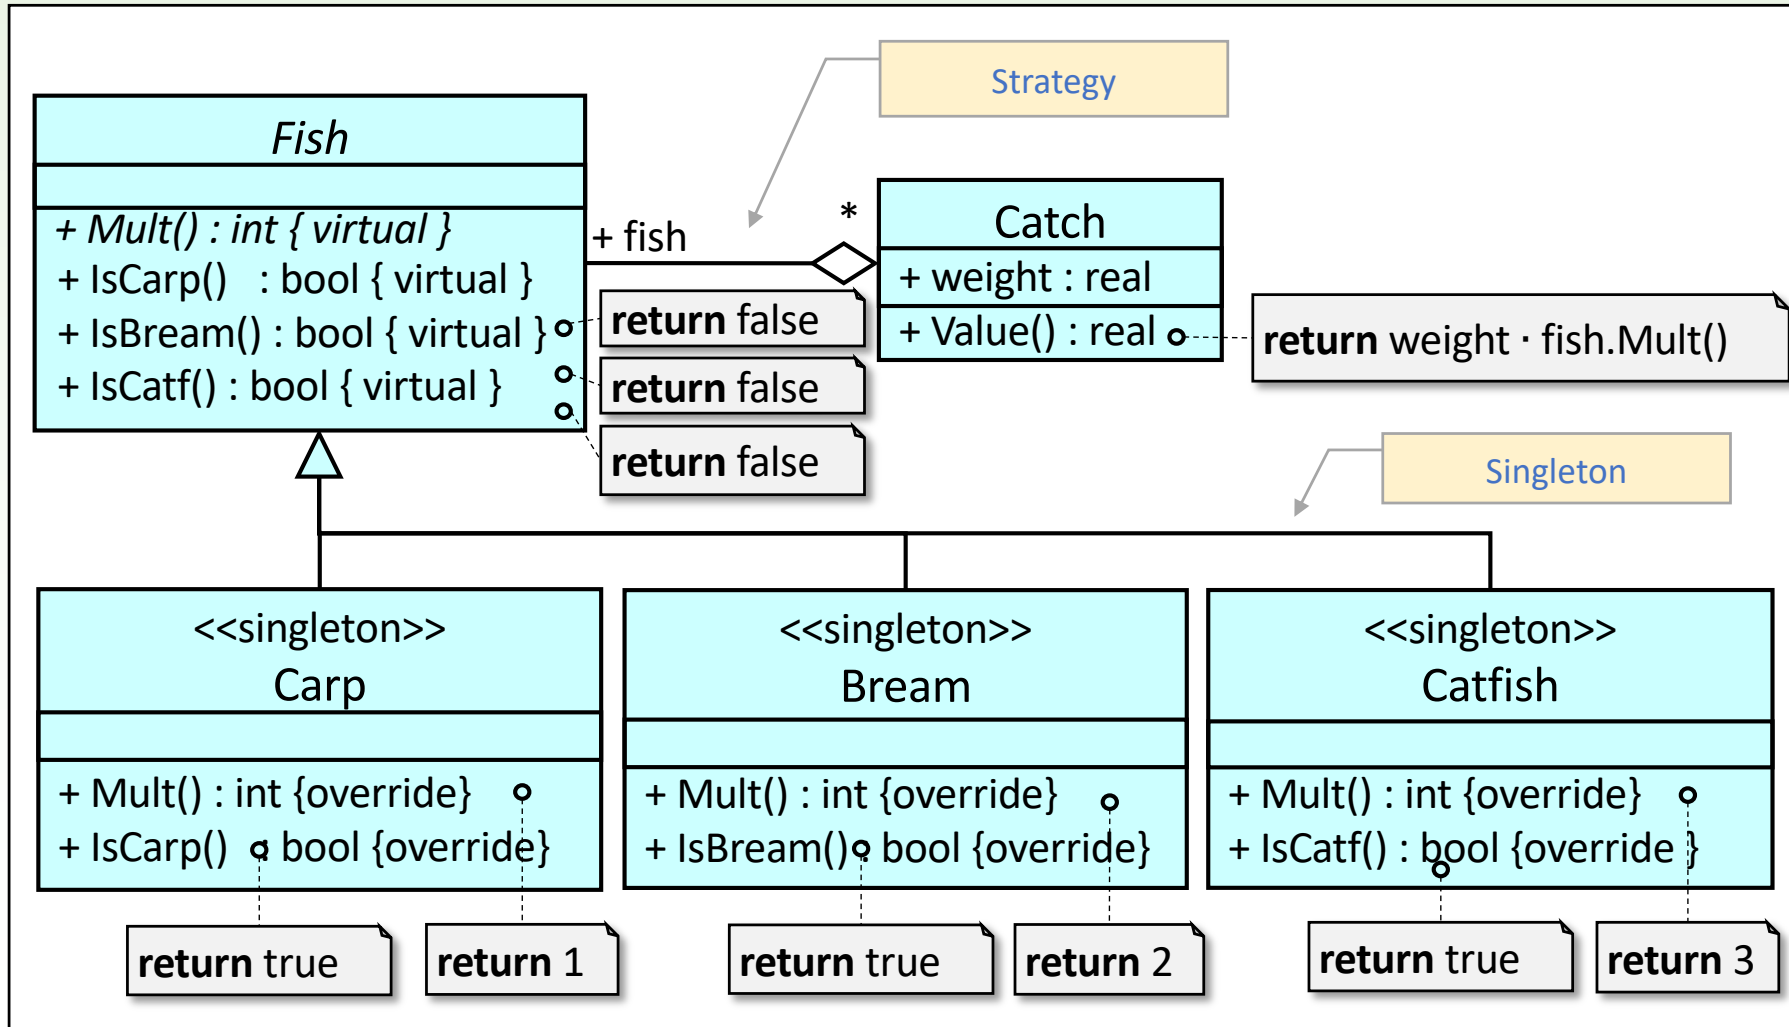 Strategy
Fish
+ Mult() : int { virtual }
+ IsCarp() : bool { virtual }
+ IsBream() : bool { virtual }
+ IsCatf() : bool { virtual }
return false
return false
return false
+ fish
*
Catch
+ weight : real
+ Value() : real
return weight · fish.Mult()
Singleton
<<singleton>>
Carp
+ Mult() : int {override}
+ IsCarp() : bool {override}
return true
return 1
<<singleton>>
Bream
+ Mult() : int {override}
+ IsBream() : bool {override}
return true
return 2
<<singleton>>
Catfish
+ Mult() : int {override}
+ IsCatf() : bool {override }
return true
return 3